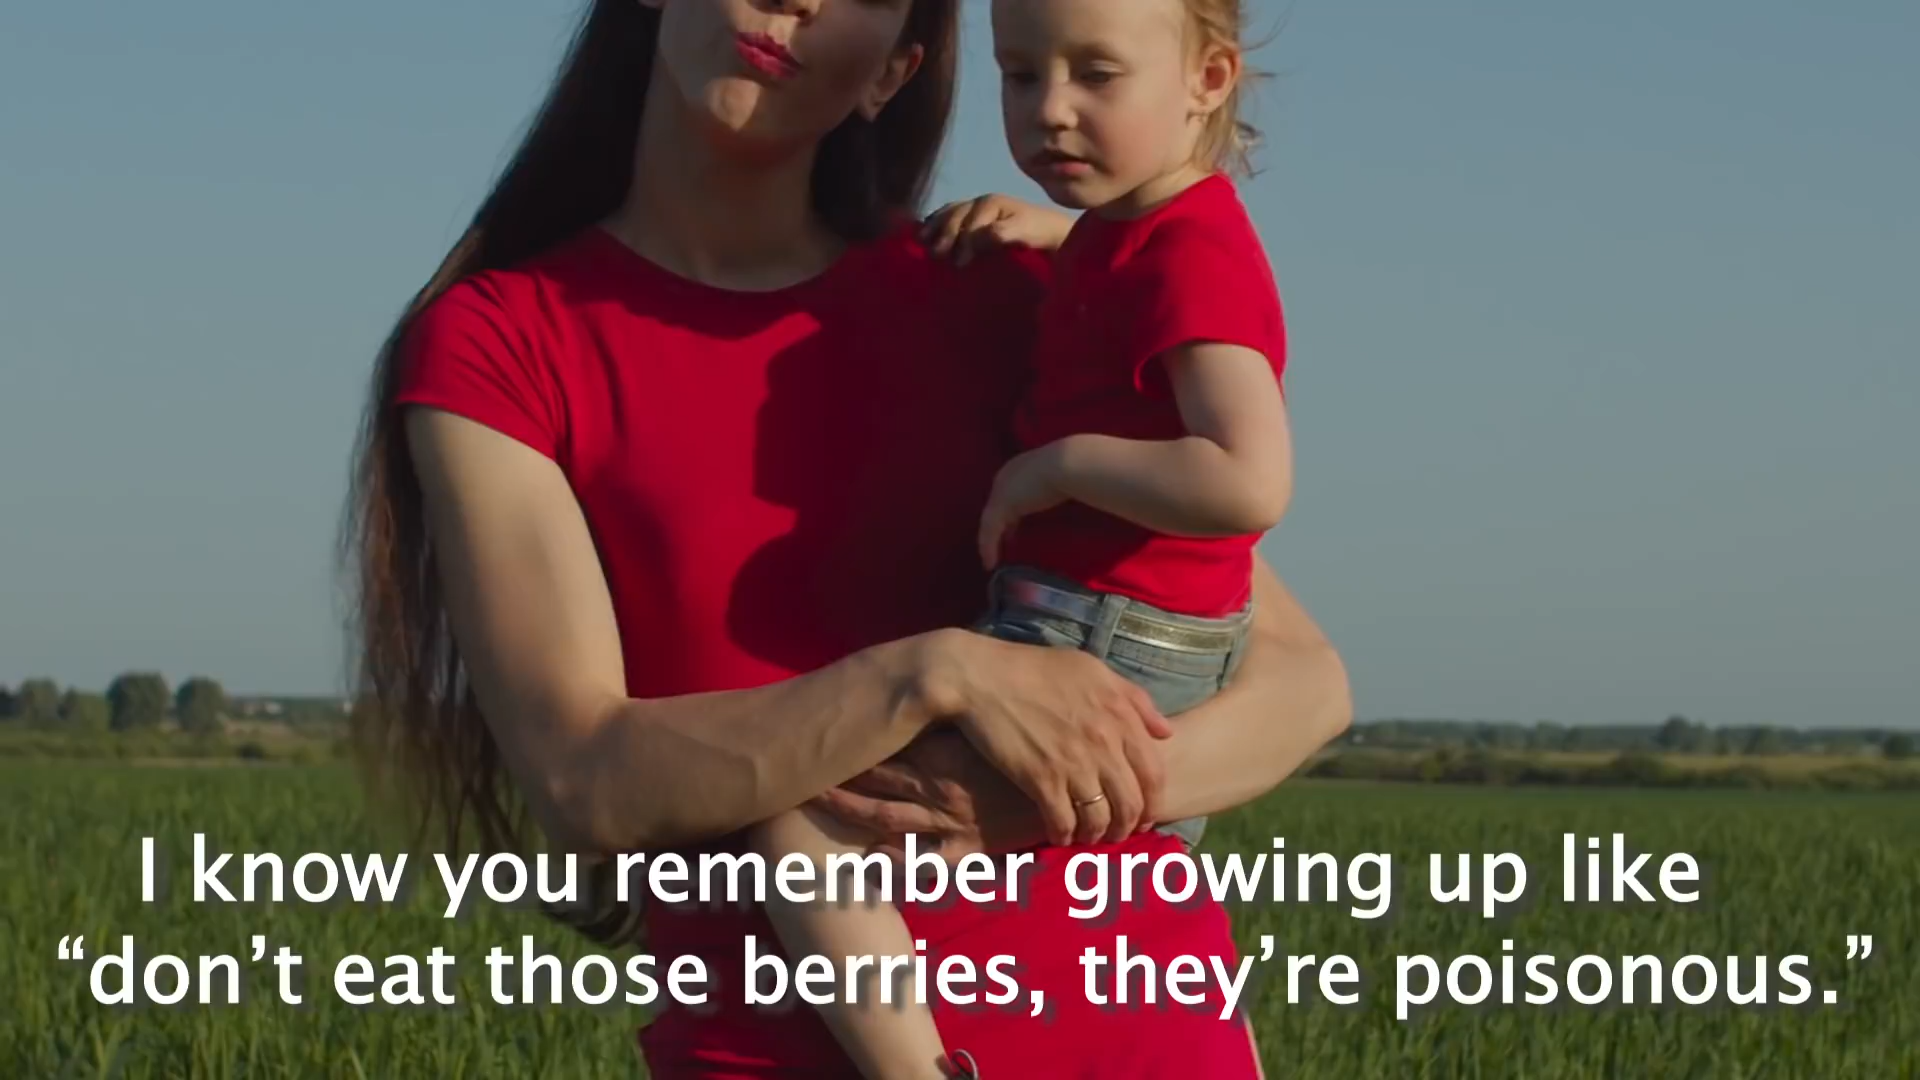 I know you remember growing up like
“don’t eat those berries, they’re poisonous.”